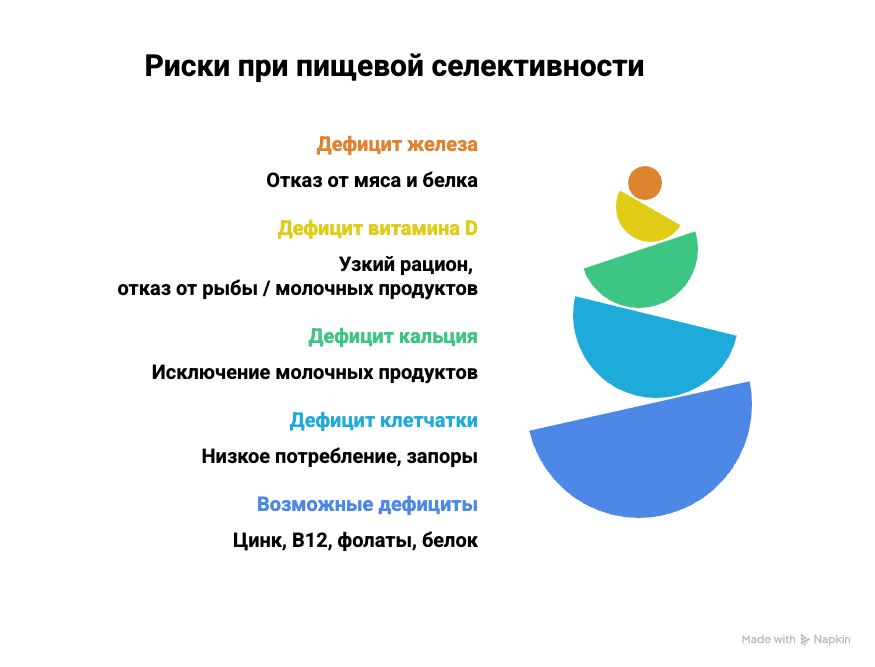 Риски при пищевой селективности
Дефицит железа
Отказ от мяса и белка
Дефицит витамина D
Узкий рацион,
отказ от рыбы / молочных продуктов
Дефицит кальция
Исключение молочных продуктов
Дефицит клетчатки
Низкое потребление, запоры
Возможные дефициты
Цинк, B12, фолаты, белок
Made with Napkin